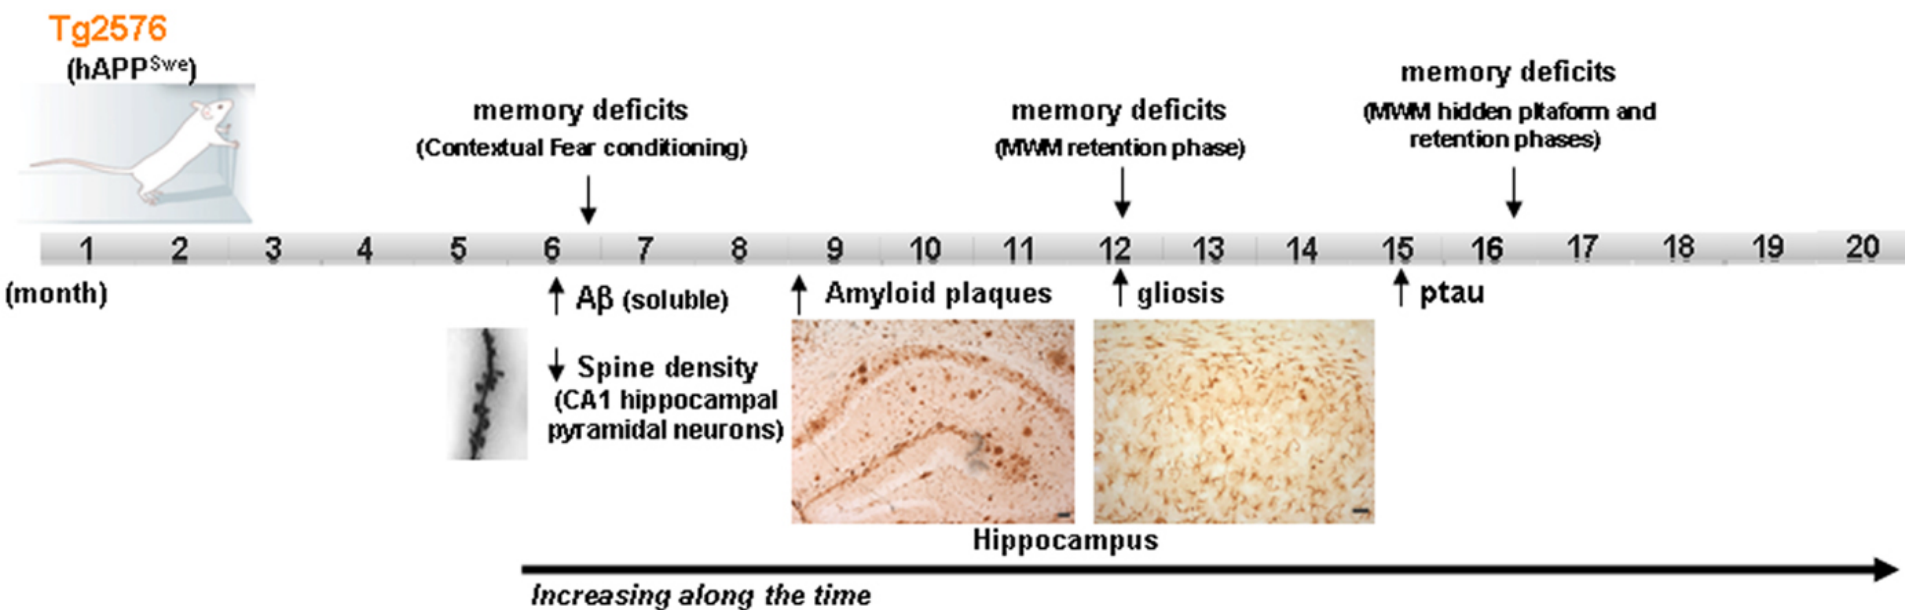 Tg2576
(hAPPSwe)
memory deficits
(Contextual Fear conditioning)
memory deficits
(MWM retention phase)
memory deficits
(MWM hidden pltaform and
retention phases)
1 2 3 4 5 6 7 8 9 10 11 12 13 14 15 16 17 18 19 20
(month)
↑ Aβ (soluble)
↑ Amyloid plaques
↑ gliosis
↑ ptau
↓ Spine density
(CA1 hippocampal
pyramidal neurons)
Hippocampus
Increasing along the time